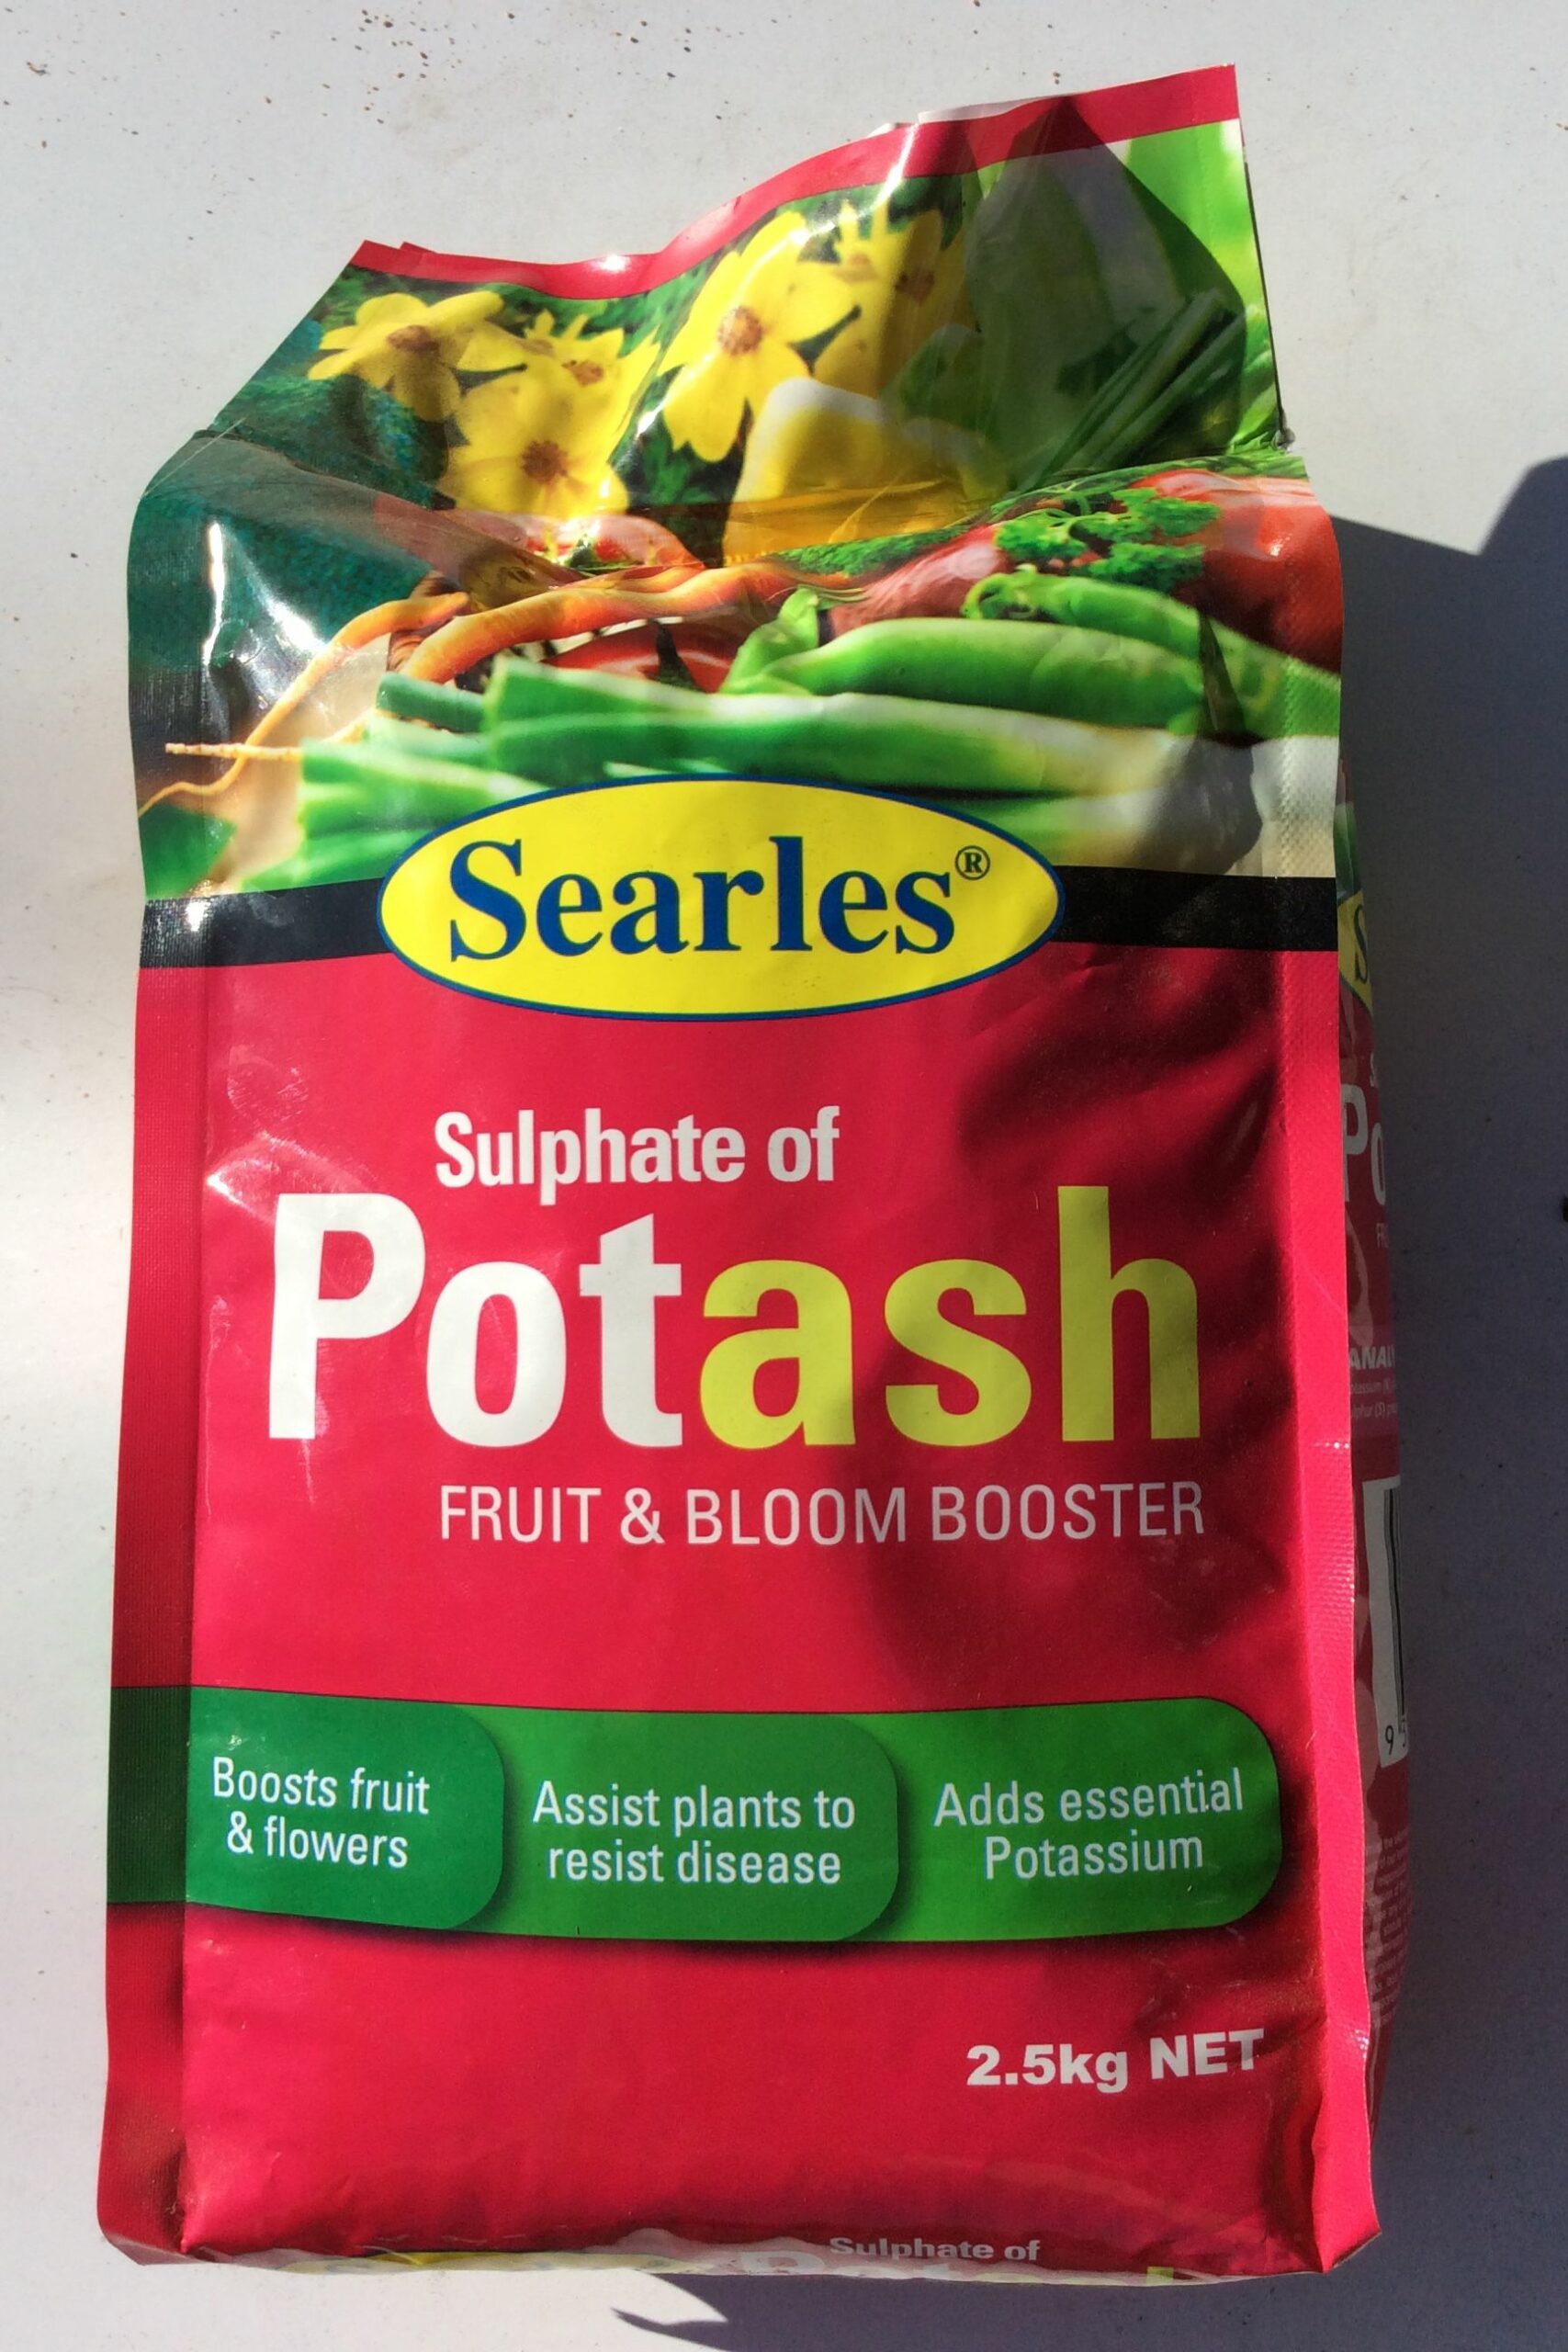 Searles®
Sulphate of
Potash
FRUIT & BLOOM BOOSTER
Boosts fruit
& flowers
Assist plants to
resist disease
Adds essential
Potassium
2.5kg NET
Sulphate of